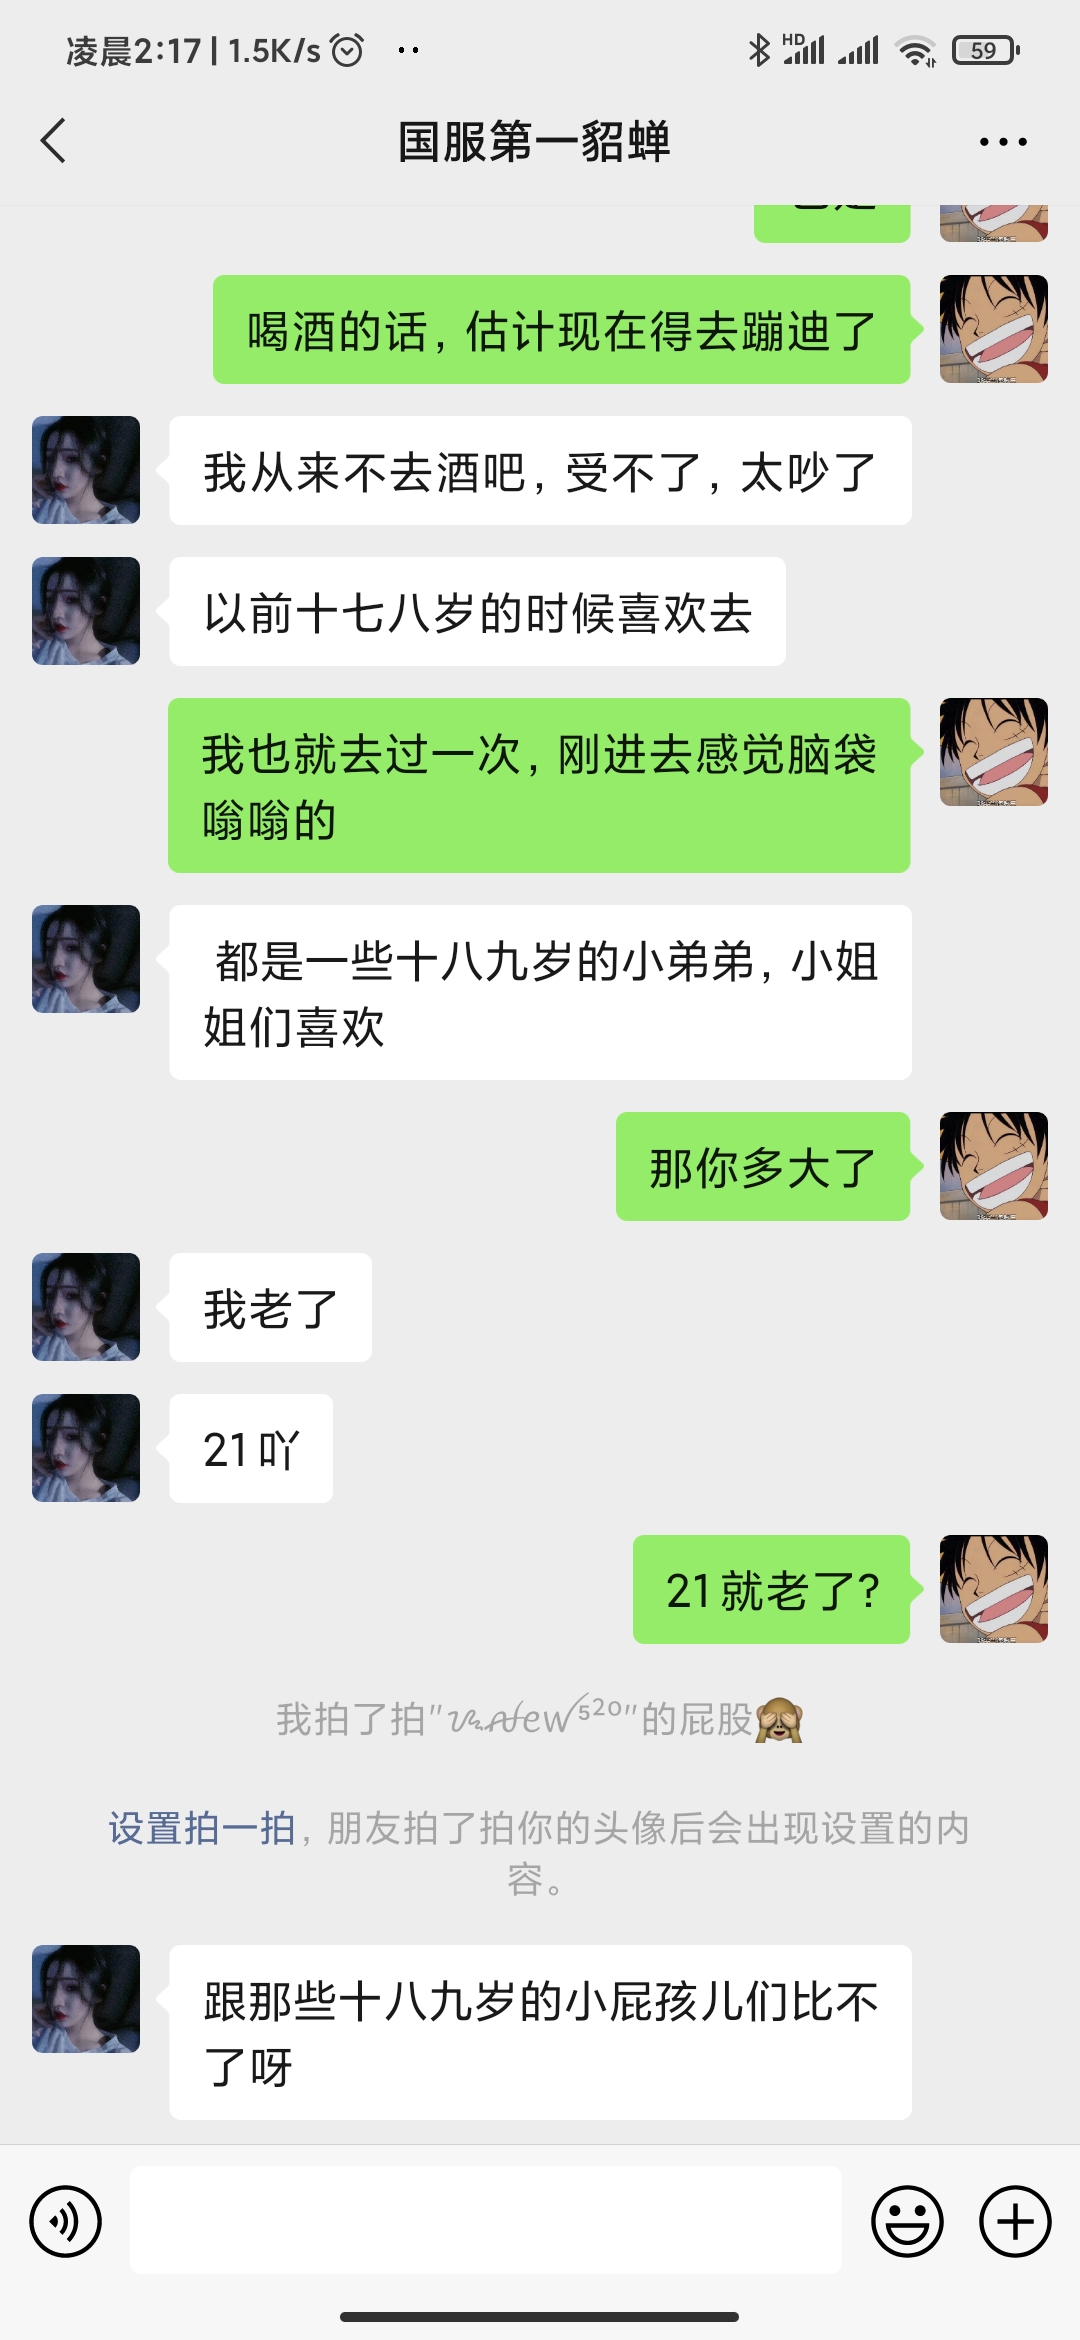 凌晨2:17 | 1.5K/s
HD
59
国服第一貂蝉
喝酒的话，估计现在得去蹦迪了
我从来不去酒吧，受不了，太吵了
以前十七八岁的时候喜欢去
我也就去过一次，刚进去感觉脑袋
嗡嗡的
都是一些十八九岁的小弟弟，小姐
姐们喜欢
那你多大了
我老了
21吖
21就老了?
我拍了拍"                ⁵²⁰"的屁股🙈
设置拍一拍，朋友拍了拍你的头像后会出现设置的内
容。
跟那些十八九岁的小屁孩儿们比不
了呀